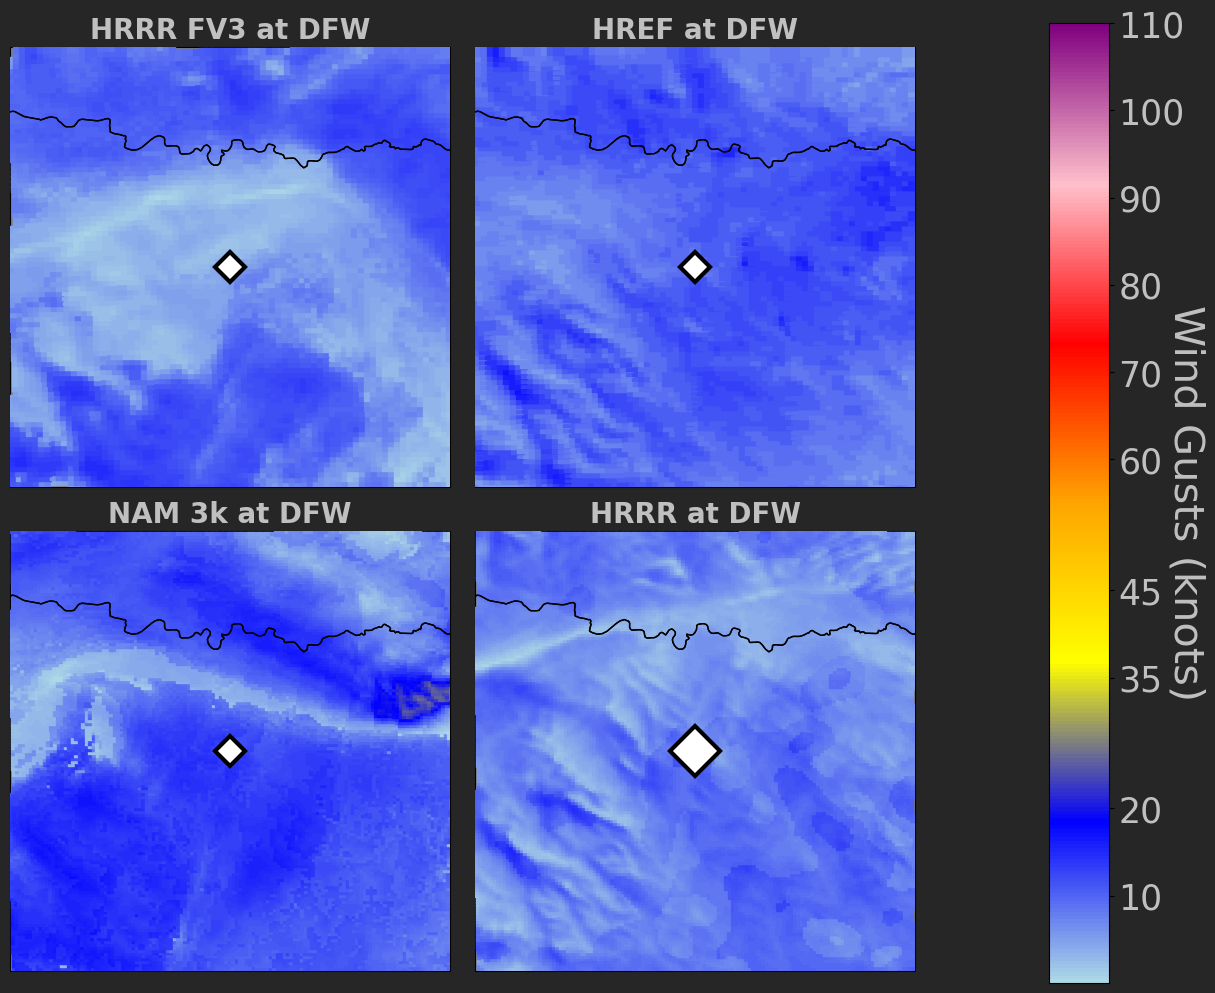 HRRR FV3 at DFW
HREF at DFW
NAM 3k at DFW
HRRR at DFW
110
100
90
80
70
60
45
35
20
10
Wind Gusts (knots)